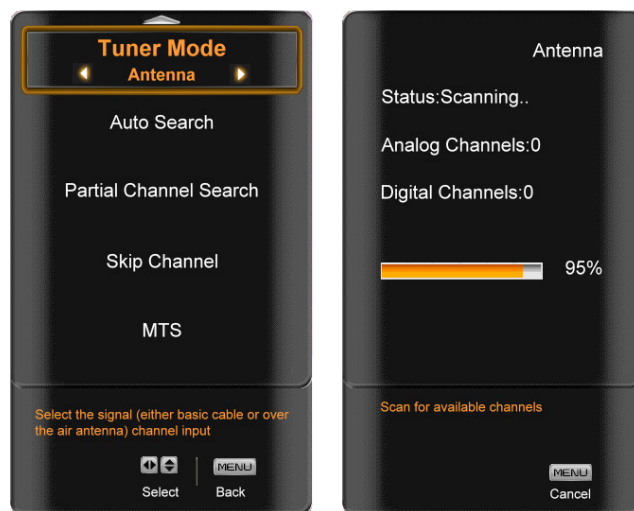 Tuner Mode
Antenna
Auto Search
Partial Channel Search
Skip Channel
MTS
Select the signal (either basic cable or over
the air antenna) channel input
MENU
Select Back
Antenna
Status:Scanning..
Analog Channels:0
Digital Channels:0
95%
Scan for available channels
MENU
Cancel